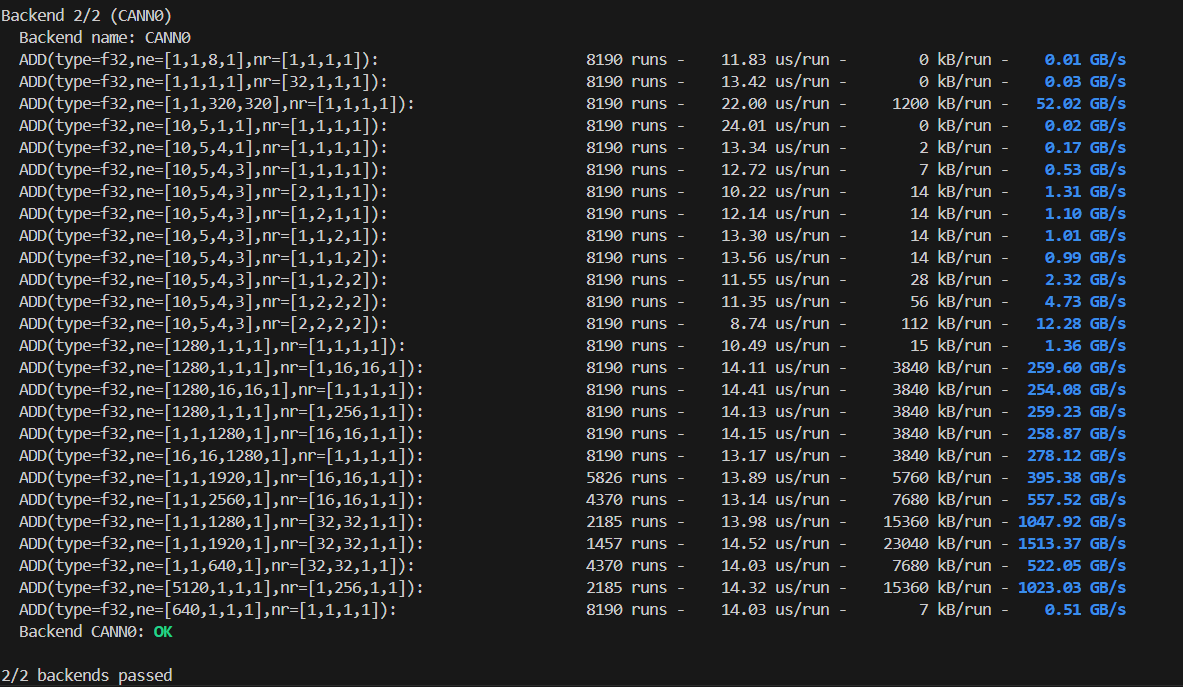 Backend 2/2 (CANN0)
Backend name: CANN0
ADD(type=f32,ne=[1,1,8,1],nr=[1,1,1,1]): 8190 runs - 11.83 us/run - 0 kB/run - 0.01 GB/s
ADD(type=f32,ne=[1,1,1,1],nr=[32,1,1,1]): 8190 runs - 13.42 us/run - 0 kB/run - 0.03 GB/s
ADD(type=f32,ne=[1,1,320,320],nr=[1,1,1,1]): 8190 runs - 22.00 us/run - 1200 kB/run - 52.02 GB/s
ADD(type=f32,ne=[10,5,1,1],nr=[1,1,1,1]): 8190 runs - 24.01 us/run - 0 kB/run - 0.02 GB/s
ADD(type=f32,ne=[10,5,4,1],nr=[1,1,1,1]): 8190 runs - 13.34 us/run - 2 kB/run - 0.17 GB/s
ADD(type=f32,ne=[10,5,4,3],nr=[1,1,1,1]): 8190 runs - 12.72 us/run - 7 kB/run - 0.53 GB/s
ADD(type=f32,ne=[10,5,4,3],nr=[2,1,1,1]): 8190 runs - 10.22 us/run - 14 kB/run - 1.31 GB/s
ADD(type=f32,ne=[10,5,4,3],nr=[1,2,1,1]): 8190 runs - 12.14 us/run - 14 kB/run - 1.10 GB/s
ADD(type=f32,ne=[10,5,4,3],nr=[1,1,2,1]): 8190 runs - 13.30 us/run - 14 kB/run - 1.01 GB/s
ADD(type=f32,ne=[10,5,4,3],nr=[1,1,1,2]): 8190 runs - 13.56 us/run - 14 kB/run - 0.99 GB/s
ADD(type=f32,ne=[10,5,4,3],nr=[1,1,2,2]): 8190 runs - 11.55 us/run - 28 kB/run - 2.32 GB/s
ADD(type=f32,ne=[10,5,4,3],nr=[1,2,2,2]): 8190 runs - 11.35 us/run - 56 kB/run - 4.73 GB/s
ADD(type=f32,ne=[10,5,4,3],nr=[2,2,2,2]): 8190 runs - 8.74 us/run - 112 kB/run - 12.28 GB/s
ADD(type=f32,ne=[1280,1,1,1],nr=[1,1,1,1]): 8190 runs - 10.49 us/run - 15 kB/run - 1.36 GB/s
ADD(type=f32,ne=[1280,1,1,1],nr=[1,16,16,1]): 8190 runs - 14.11 us/run - 3840 kB/run - 259.60 GB/s
ADD(type=f32,ne=[1280,16,16,1],nr=[1,1,1,1]): 8190 runs - 14.41 us/run - 3840 kB/run - 254.08 GB/s
ADD(type=f32,ne=[1280,1,1,1],nr=[1,256,1,1]): 8190 runs - 14.13 us/run - 3840 kB/run - 259.23 GB/s
ADD(type=f32,ne=[1,1,1280,1],nr=[16,16,1,1]): 8190 runs - 14.15 us/run - 3840 kB/run - 258.87 GB/s
ADD(type=f32,ne=[16,16,1280,1],nr=[1,1,1,1]): 8190 runs - 13.17 us/run - 3840 kB/run - 278.12 GB/s
ADD(type=f32,ne=[1,1,1920,1],nr=[16,16,1,1]): 5826 runs - 13.89 us/run - 5760 kB/run - 395.38 GB/s
ADD(type=f32,ne=[1,1,2560,1],nr=[16,16,1,1]): 4370 runs - 13.14 us/run - 7680 kB/run - 557.52 GB/s
ADD(type=f32,ne=[1,1,1280,1],nr=[32,32,1,1]): 2185 runs - 13.98 us/run - 15360 kB/run - 1047.92 GB/s
ADD(type=f32,ne=[1,1,1920,1],nr=[32,32,1,1]): 1457 runs - 14.52 us/run - 23040 kB/run - 1513.37 GB/s
ADD(type=f32,ne=[1,1,640,1],nr=[32,32,1,1]): 4370 runs - 14.03 us/run - 7680 kB/run - 522.05 GB/s
ADD(type=f32,ne=[5120,1,1,1],nr=[1,256,1,1]): 2185 runs - 14.32 us/run - 15360 kB/run - 1023.03 GB/s
ADD(type=f32,ne=[640,1,1,1],nr=[1,1,1,1]): 8190 runs - 14.03 us/run - 7 kB/run - 0.51 GB/s
Backend CANN0: OK
2/2 backends passed